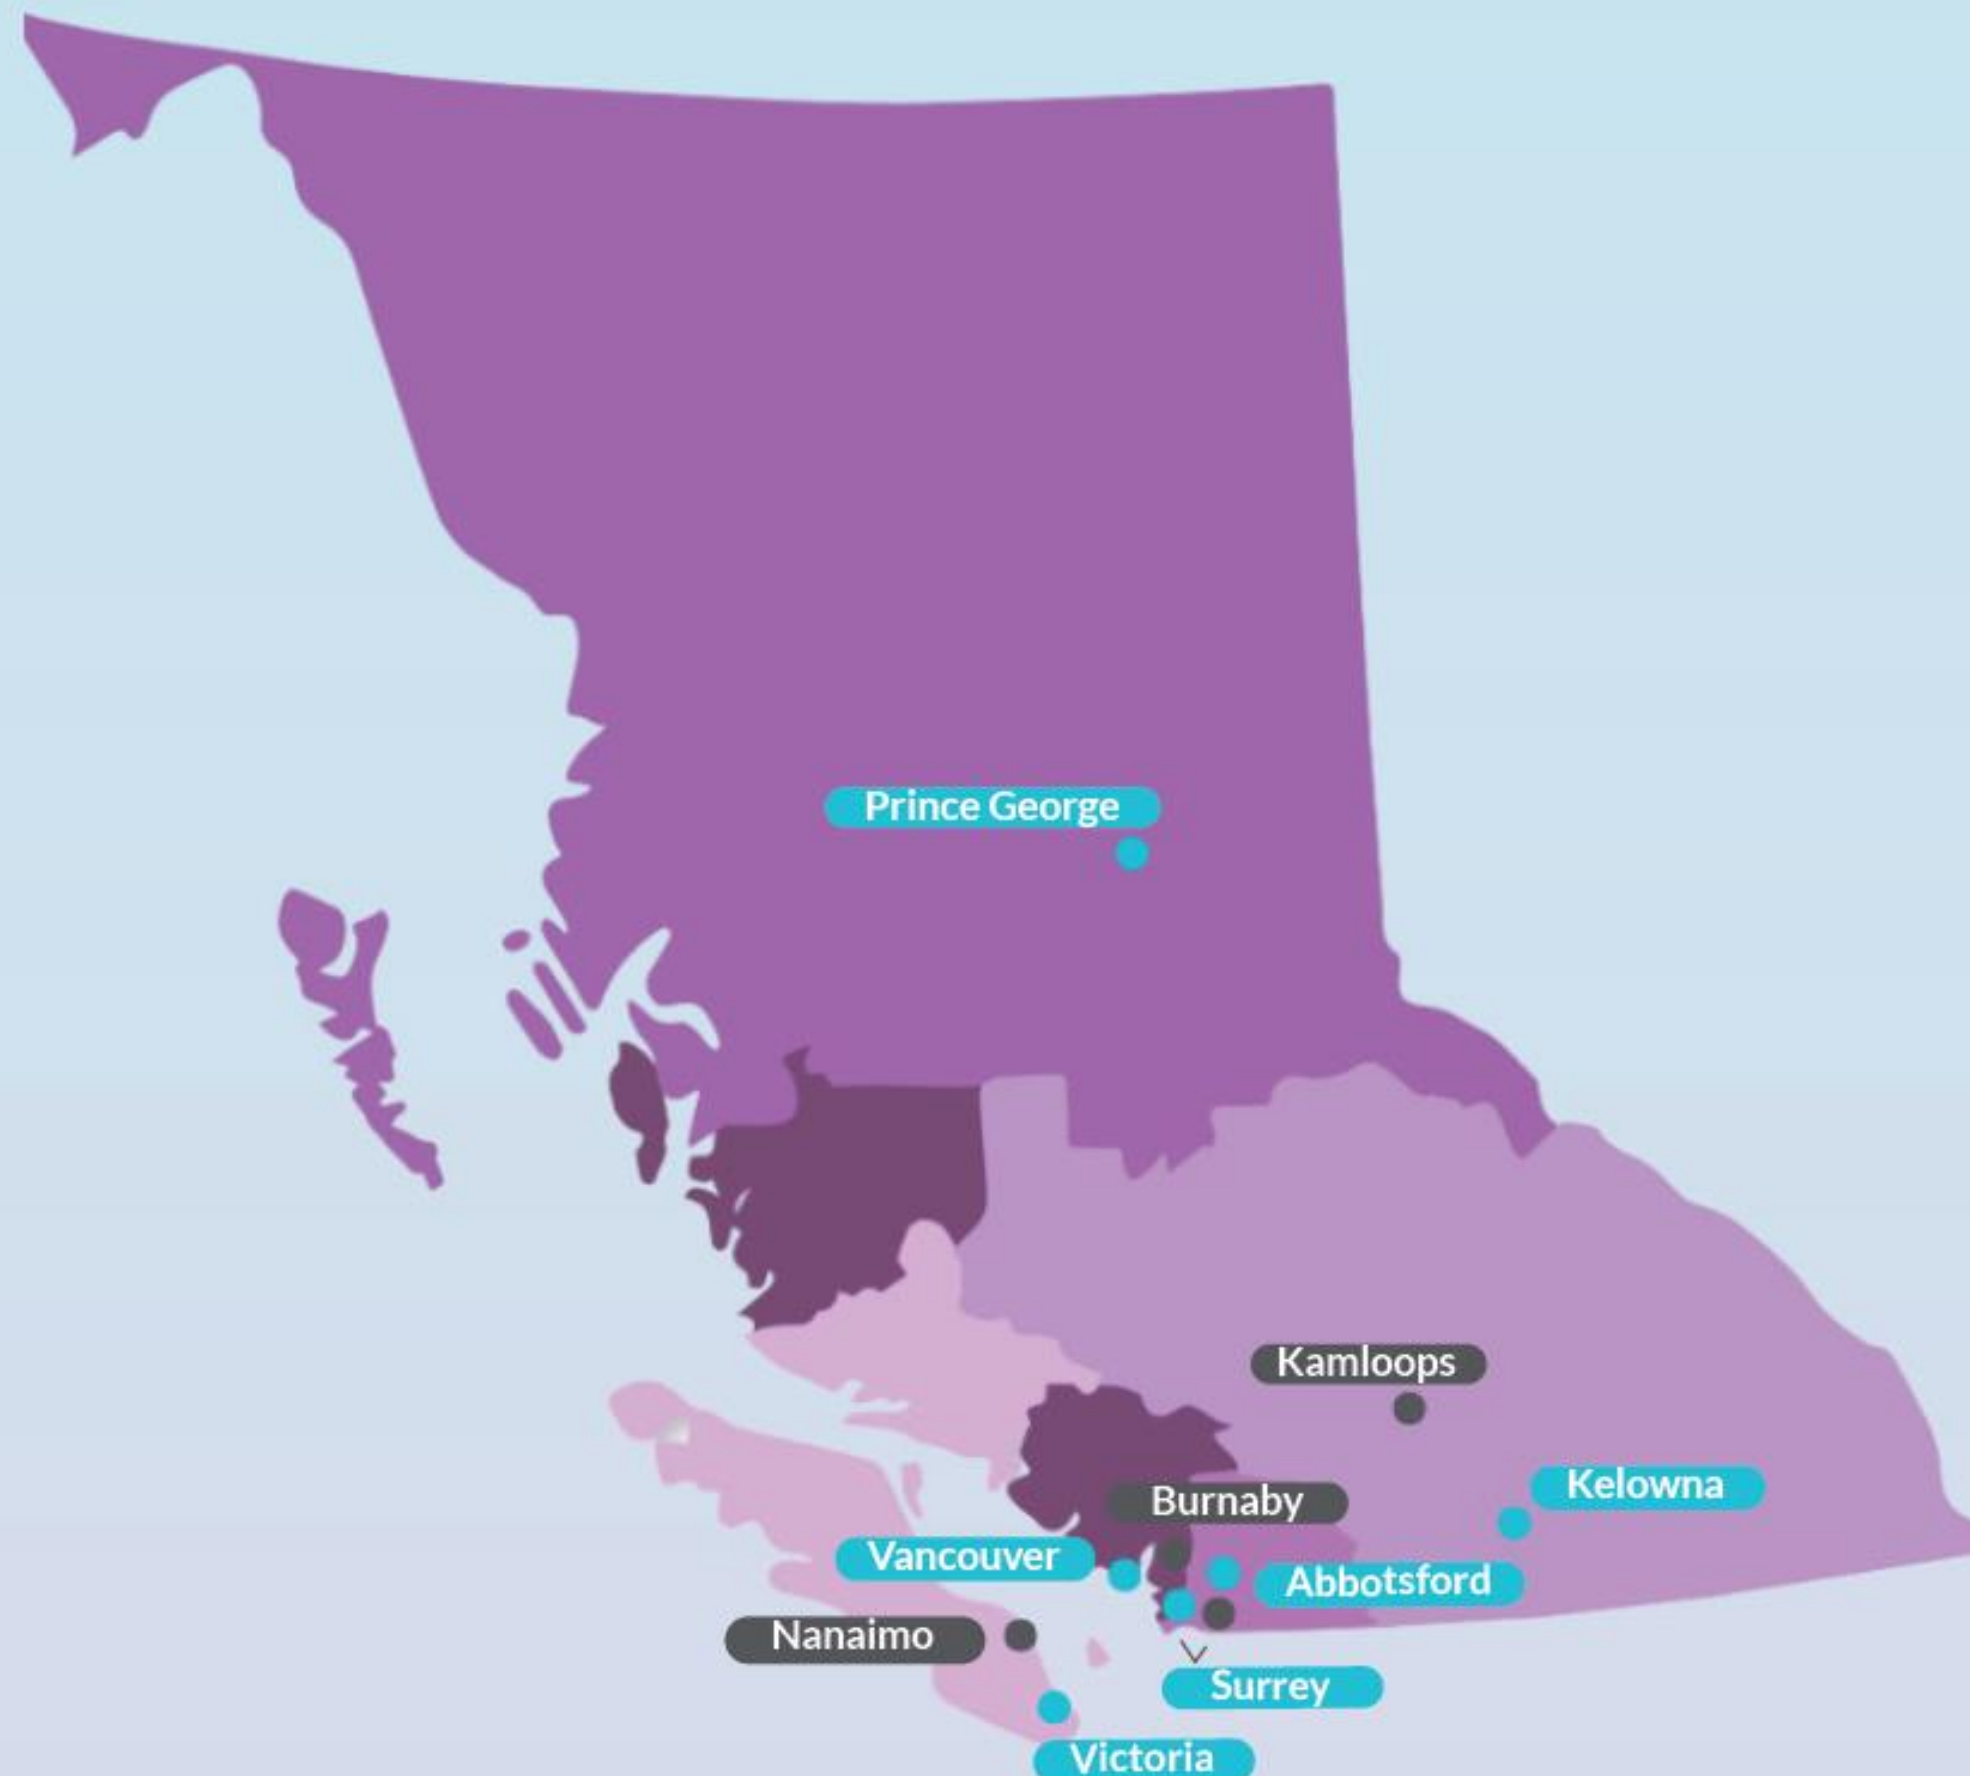 Prince George
Kamloops
Kelowna
Burnaby
Vancouver
Abbotsford
Nanaimo
Surrey
Victoria